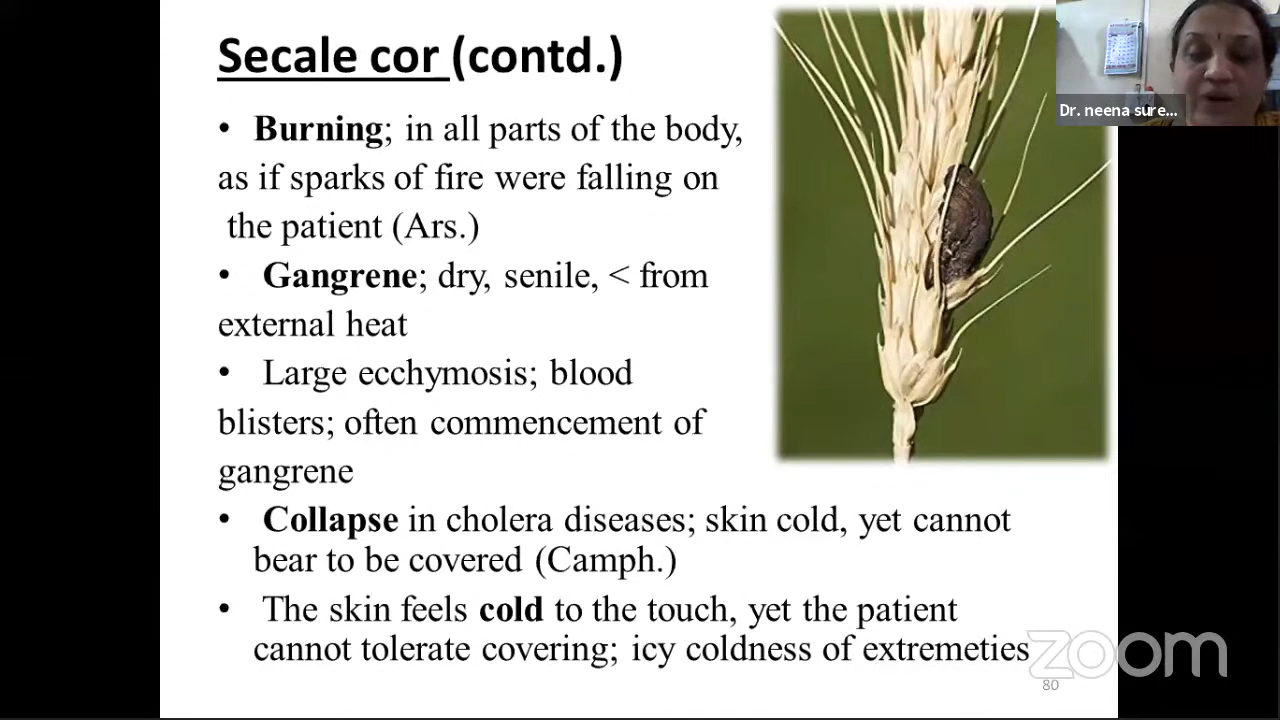 Secale cor (contd.)
• Burning; in all parts of the body,
as if sparks of fire were falling on
the patient (Ars.)
• Gangrene; dry, senile, < from
external heat
• Large ecchymosis; blood
blisters; often commencement of
gangrene
• Collapse in cholera diseases; skin cold, yet cannot
bear to be covered (Camph.)
• The skin feels cold to the touch, yet the patient
cannot tolerate covering; icy coldness of extremeties
80
Dr. neena sure...
zoom